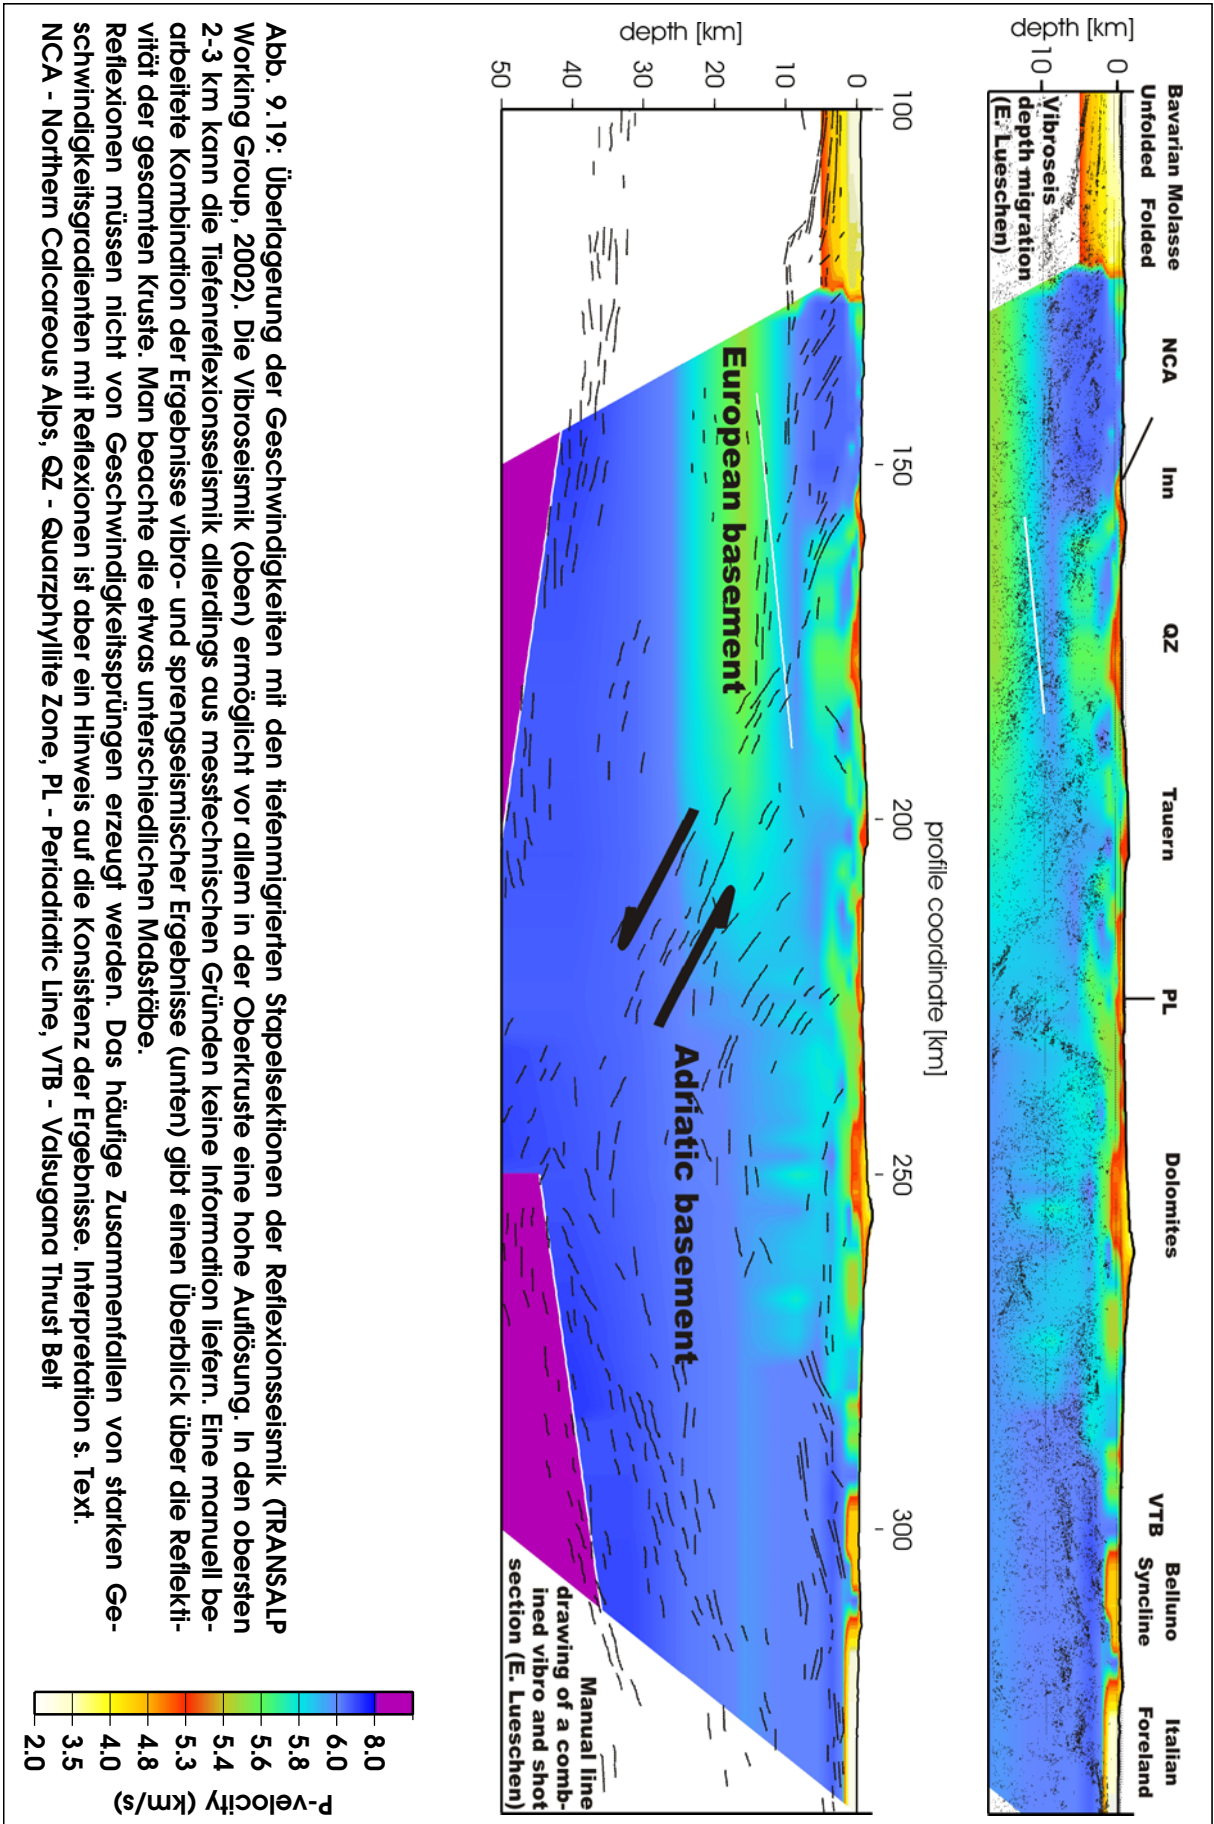 Bavarian Molasse
Unfolded Folded
NCA
Inn
QZ
Tauern
PL
Dolomites
VTB
Belluno
Syncline
Italian
Foreland
depth [km]
0
10
Vibroseis
depth migration
(E. Lueschen)
profile coordinate [km]
100
150
200
250
300
depth [km]
0
10
20
30
40
50
European basement
Adriatic basement
Manual line
drawing of a comb-
ined vibro and shot
section (E. Lueschen)
Abb. 9.19: Überlagerung der Geschwindigkeiten mit den tiefenmigrierten Stapelsektionen der Reflexionsseismik (TRANSALP
Working Group, 2002). Die Vibroseismik (oben) ermöglicht vor allem in der Oberkruste eine hohe Auflösung. In den obersten
2-3 km kann die Tiefenreflexionsseismik allerdings aus messtechnischen Gründen keine Information liefern. Eine manuell be-
arbeitete Kombination der Ergebnisse vibro- und sprengseismischer Ergebnisse (unten) gibt einen Überblick über die Reflekti-
vität der gesamten Kruste. Man beachte die etwas unterschiedlichen Maßstäbe.
Reflexionen müssen nicht von Geschwindigkeitssprüngen erzeugt werden. Das häufige Zusammenfallen von starken Ge-
schwindigkeitsgradienten mit Reflexionen ist aber ein Hinweis auf die Konsistenz der Ergebnisse. Interpretation s. Text.
NCA - Northern Calcareous Alps, QZ - Quarzphyllite Zone, PL - Periadriatic Line, VTB - Valsugana Thrust Belt
2.0
3.5
4.0
4.8
5.3
5.4
5.6
5.8
6.0
8.0
P-velocity (km/s)